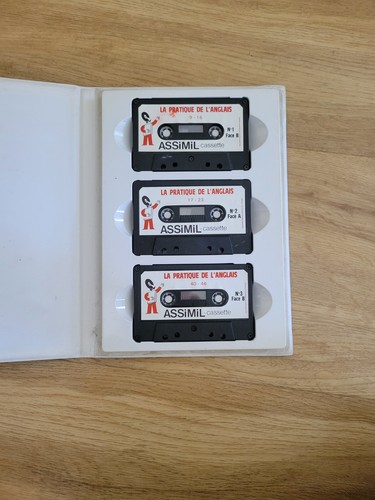 LA PRATIQUE DE L'ANGLAIS
N°1
Face B
ASSiMiL cassette
LA PRATIQUE DE L'ANGLAIS
N°2
Face A
ASSiMiL cassette
LA PRATIQUE DE L'ANGLAIS
Face B
ASSiMiL cassette